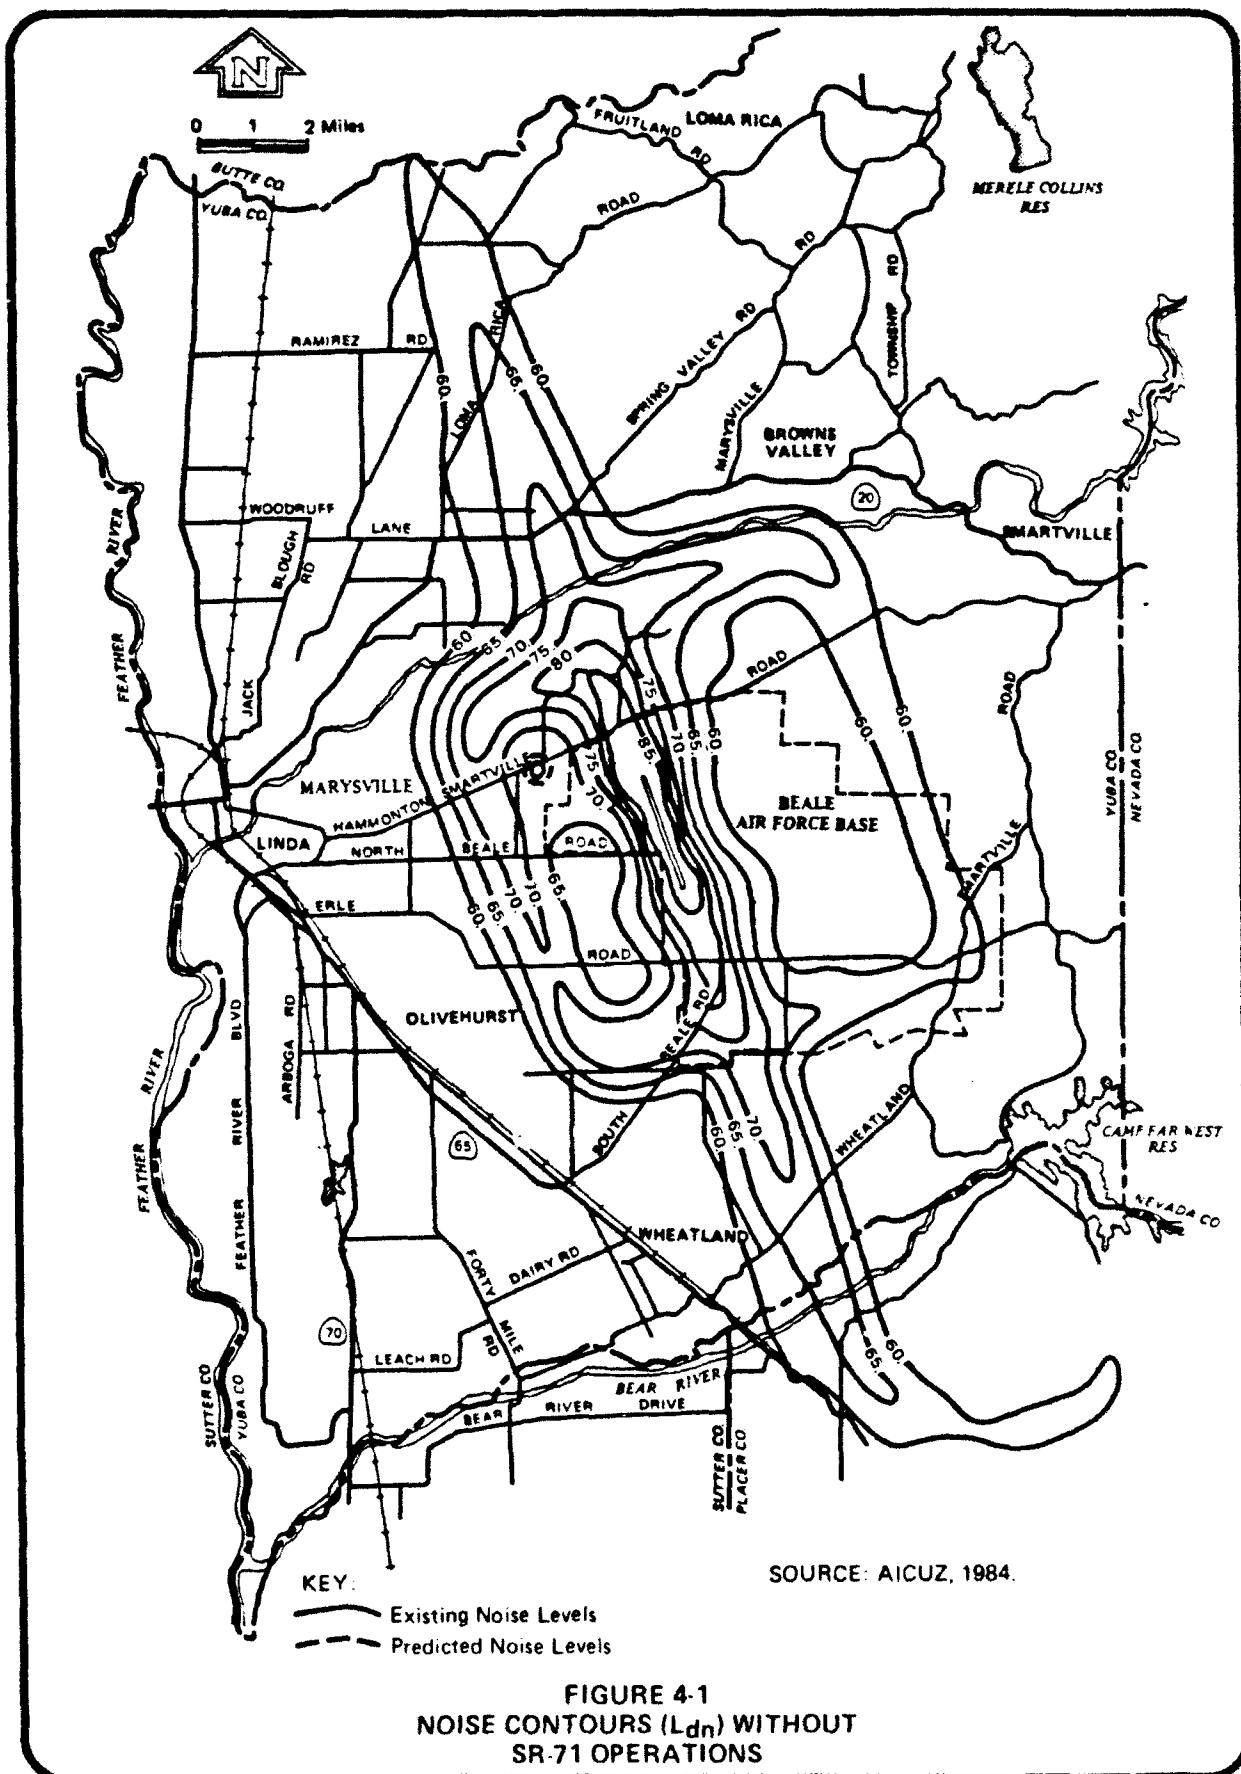 N
0 1 2 Miles
BUTTE CO.
YUBA CO.
FRUITLAND RD
LOMA RICA
MERELE COLLINS
RES
ROAD
RD
RAMIREZ RD
LOMA RICA
SPRING VALLEY RD
TOWNSHIP RD
MARYSVILLE
BROWNS
VALLEY
60.
65.
60.
20
WOODRUFF LANE
BLOUGH RD
SMARTVILLE
FEATHER RIVER
JACK
60
65
70.
75
80
75
85.
70
65
60.
60.
60.
ROAD
ROAD
YUBA CO.
NEVADA CO.
MARYSVILLE
HAMMONTON SMARTVILLE
75
70.
BEALE
AIR FORCE BASE
LINDA
NORTH BEALE ROAD
SMARTVILLE
ERLE ROAD
60.
65.
70.
65.
OLIVEHURST
ARBOGA RD
FEATHER RIVER BLVD
FEATHER RIVER
SOUTH BEALE RD
65
60.
65.
70.
WHEATLAND
CAMP FAR WEST
RES
NEVADA CO
WHEATLAND
FORTY MILE RD
DAIRY RD
70
LEACH RD
65.
60.
BEAR RIVER
BEAR RIVER DRIVE
SUTTER CO
YUBA CO
SUTTER CO.
PLACER CO.
KEY:
Existing Noise Levels
Predicted Noise Levels
SOURCE: AICUZ, 1984.
FIGURE 4-1
NOISE CONTOURS (Ldn) WITHOUT
SR-71 OPERATIONS